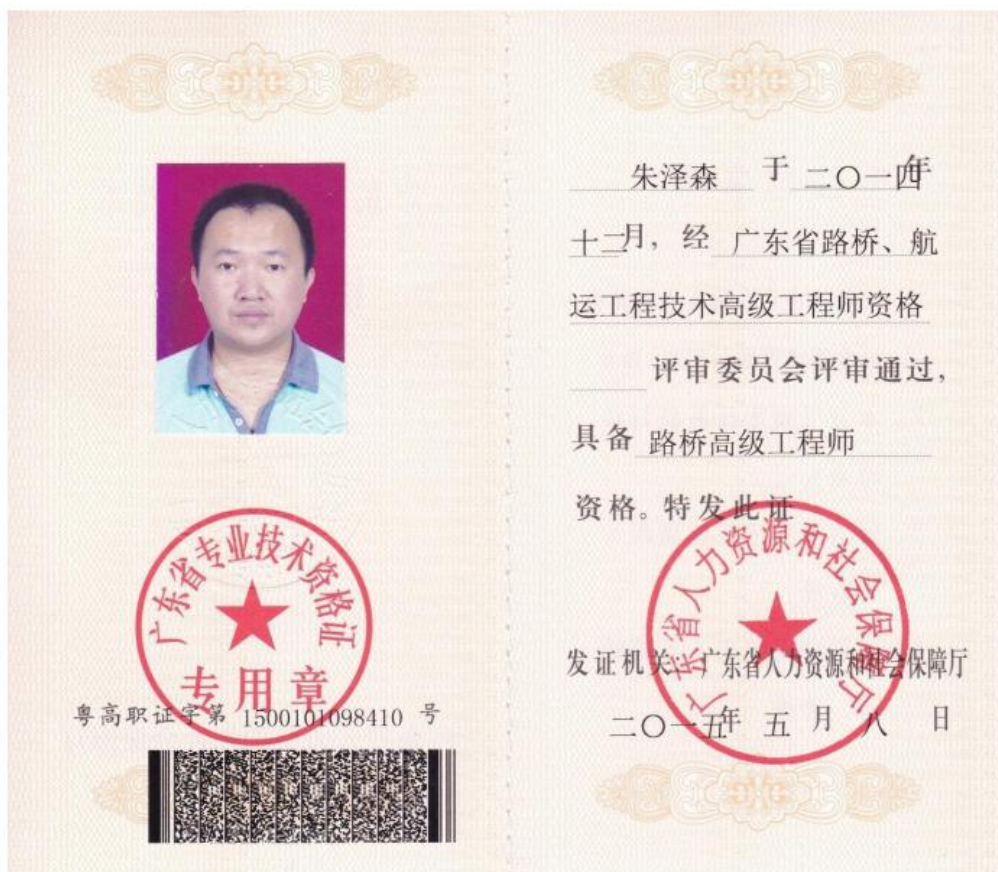 广东省专业技术资格证
专用章
粤高职证字第 1500101098410 号
朱泽森 于 二〇一四年
十二月，经 广东省路桥、航
运工程技术高级工程师资格
评审委员会评审通过，
具备 路桥高级工程师
资格。特发此证
广东省人力资源和社会保障厅
发证机关：广东省人力资源和社会保障厅
二〇一五年 五 月 八 日